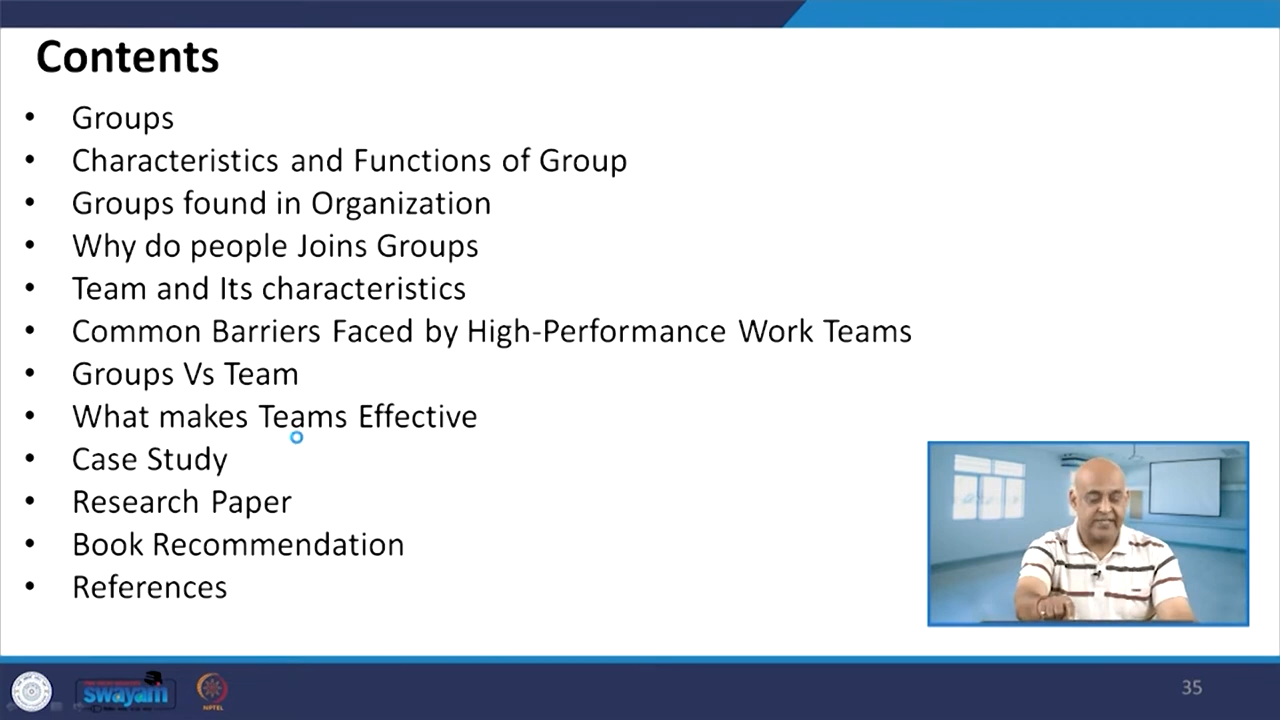 Contents
• Groups
• Characteristics and Functions of Group
• Groups found in Organization
• Why do people Joins Groups
• Team and Its characteristics
• Common Barriers Faced by High-Performance Work Teams
• Groups Vs Team
• What makes Teams Effective
• Case Study
• Research Paper
• Book Recommendation
• References
swayam
NPTEL
35